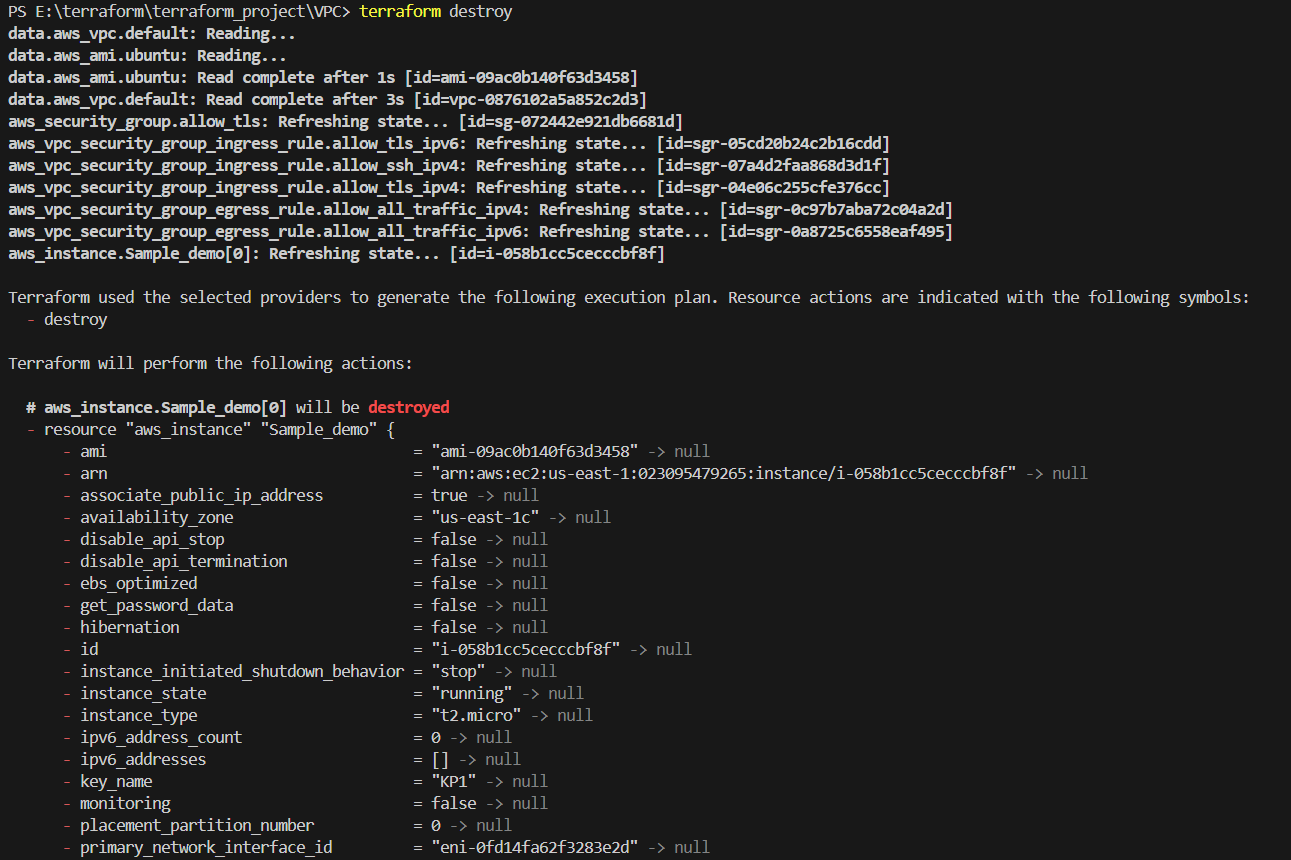 PS E:\terraform\terraform_project\VPC> terraform destroy
data.aws_vpc.default: Reading...
data.aws_ami.ubuntu: Reading...
data.aws_ami.ubuntu: Read complete after 1s [id=ami-09ac0b140f63d3458]
data.aws_vpc.default: Read complete after 3s [id=vpc-0876102a5a852c2d3]
aws_security_group.allow_tls: Refreshing state... [id=sg-072442e921db6681d]
aws_vpc_security_group_ingress_rule.allow_tls_ipv6: Refreshing state... [id=sgr-05cd20b24c2b16cdd]
aws_vpc_security_group_ingress_rule.allow_ssh_ipv4: Refreshing state... [id=sgr-07a4d2faa868d3d1f]
aws_vpc_security_group_ingress_rule.allow_tls_ipv4: Refreshing state... [id=sgr-04e06c255cfe376cc]
aws_vpc_security_group_egress_rule.allow_all_traffic_ipv4: Refreshing state... [id=sgr-0c97b7aba72c04a2d]
aws_vpc_security_group_egress_rule.allow_all_traffic_ipv6: Refreshing state... [id=sgr-0a8725c6558eaf495]
aws_instance.Sample_demo[0]: Refreshing state... [id=i-058b1cc5cecccbf8f]

Terraform used the selected providers to generate the following execution plan. Resource actions are indicated with the following symbols:
  - destroy

Terraform will perform the following actions:

  # aws_instance.Sample_demo[0] will be destroyed
  - resource "aws_instance" "Sample_demo" {
      - ami                                  = "ami-09ac0b140f63d3458" -> null
      - arn                                  = "arn:aws:ec2:us-east-1:023095479265:instance/i-058b1cc5cecccbf8f" -> null
      - associate_public_ip_address          = true -> null
      - availability_zone                    = "us-east-1c" -> null
      - disable_api_stop                     = false -> null
      - disable_api_termination              = false -> null
      - ebs_optimized                        = false -> null
      - get_password_data                    = false -> null
      - hibernation                          = false -> null
      - id                                   = "i-058b1cc5cecccbf8f" -> null
      - instance_initiated_shutdown_behavior = "stop" -> null
      - instance_state                       = "running" -> null
      - instance_type                        = "t2.micro" -> null
      - ipv6_address_count                   = 0 -> null
      - ipv6_addresses                       = [] -> null
      - key_name                             = "KP1" -> null
      - monitoring                           = false -> null
      - placement_partition_number           = 0 -> null
      - primary_network_interface_id         = "eni-0fd14fa62f3283e2d" -> null